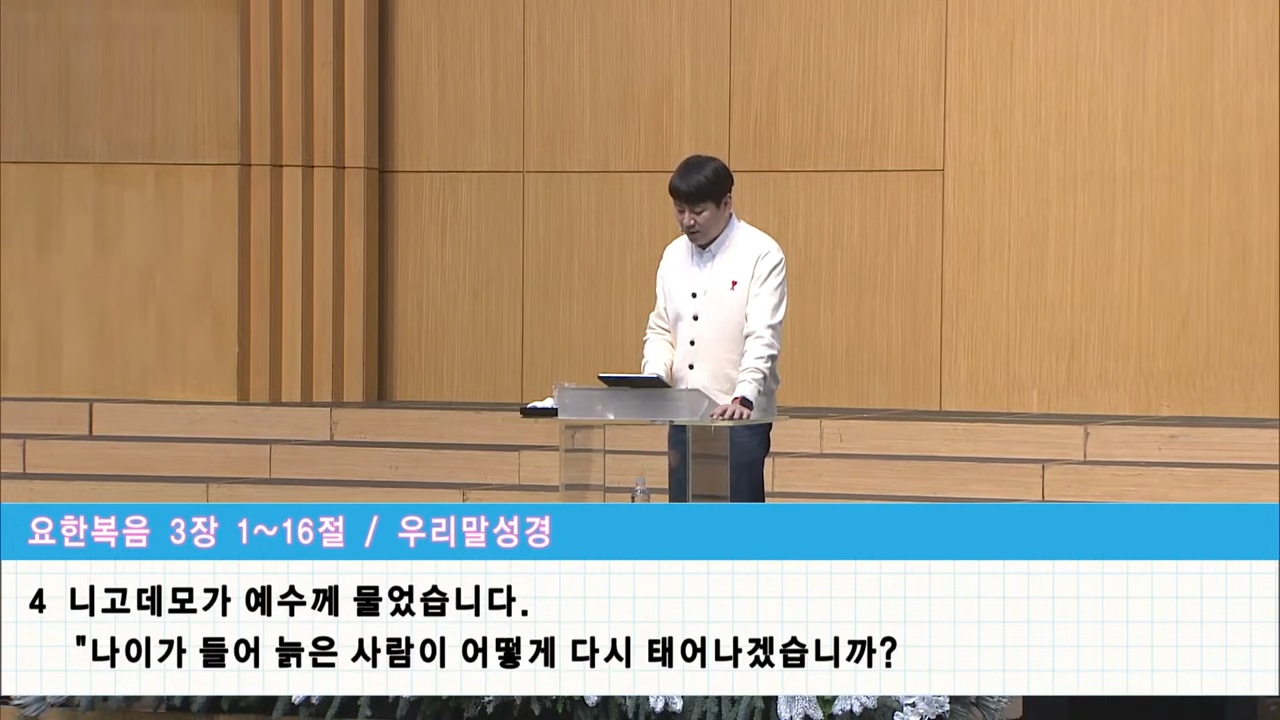 요한복음 3장 1~16절 / 우리말성경
4 니고데모가 예수께 물었습니다.
"나이가 들어 늙은 사람이 어떻게 다시 태어나겠습니까?